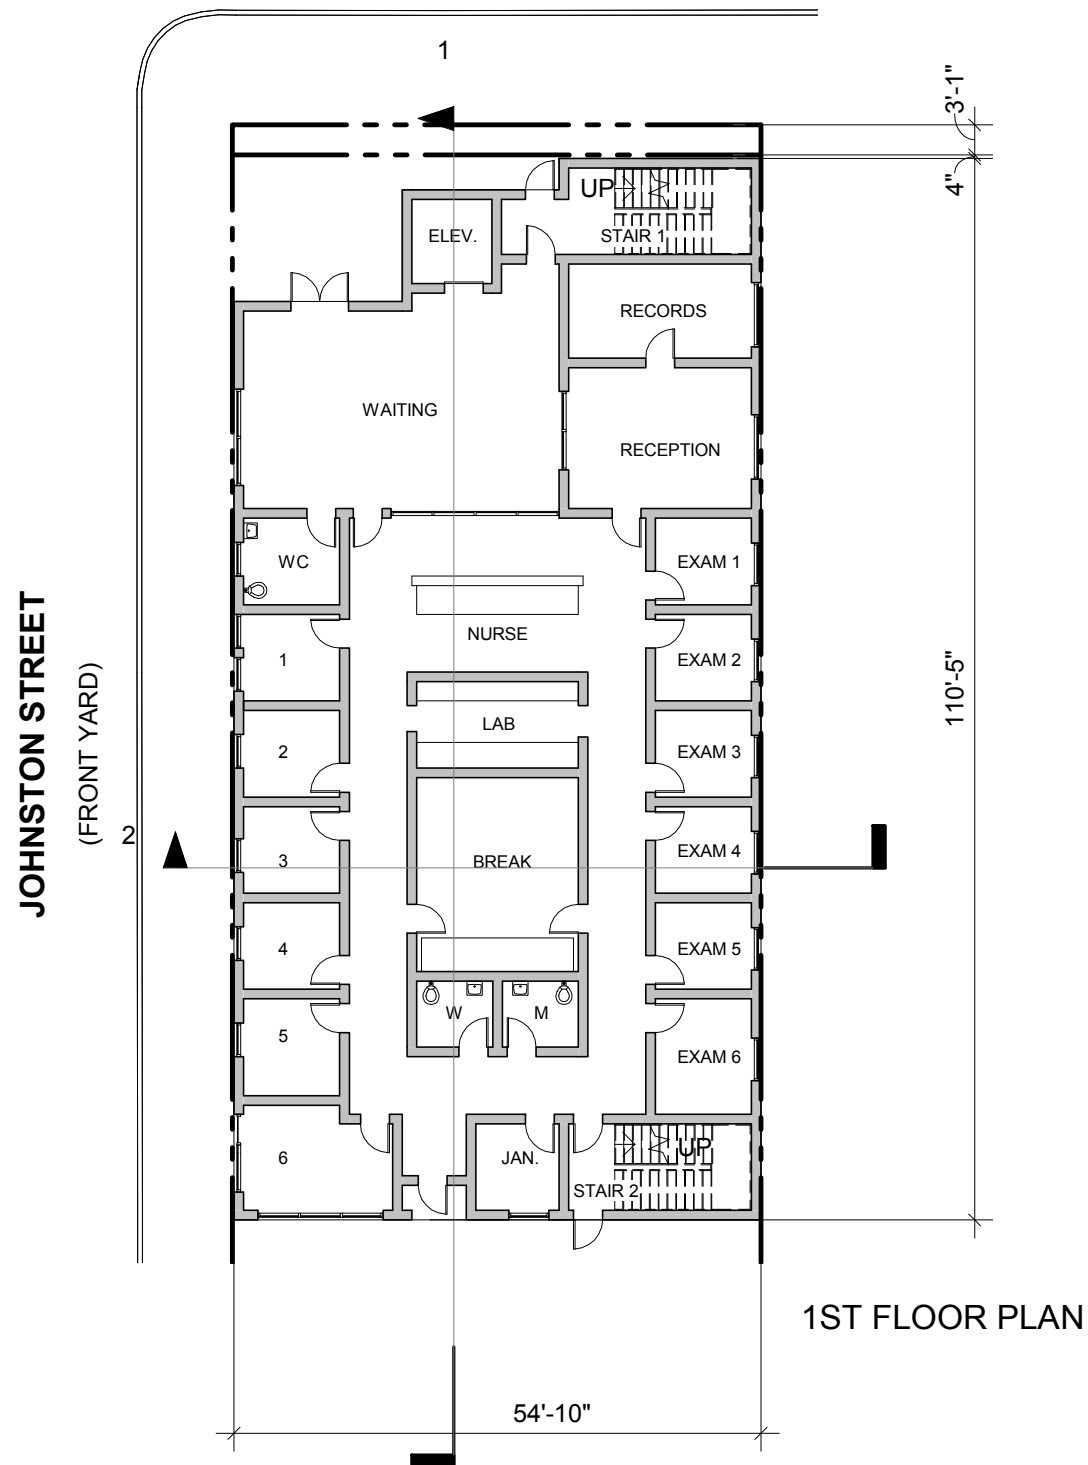 1
3'-1"
4"
UP
ELEV.
STAIR 1
RECORDS
WAITING
RECEPTION
WC
EXAM 1
NURSE
1
EXAM 2
LAB
2
EXAM 3
JOHNSTON STREET
(FRONT YARD)
110'-5"
2
3
BREAK
EXAM 4
4
EXAM 5
W
M
5
EXAM 6
6
JAN.
UP
STAIR 2
1ST FLOOR PLAN
54'-10"